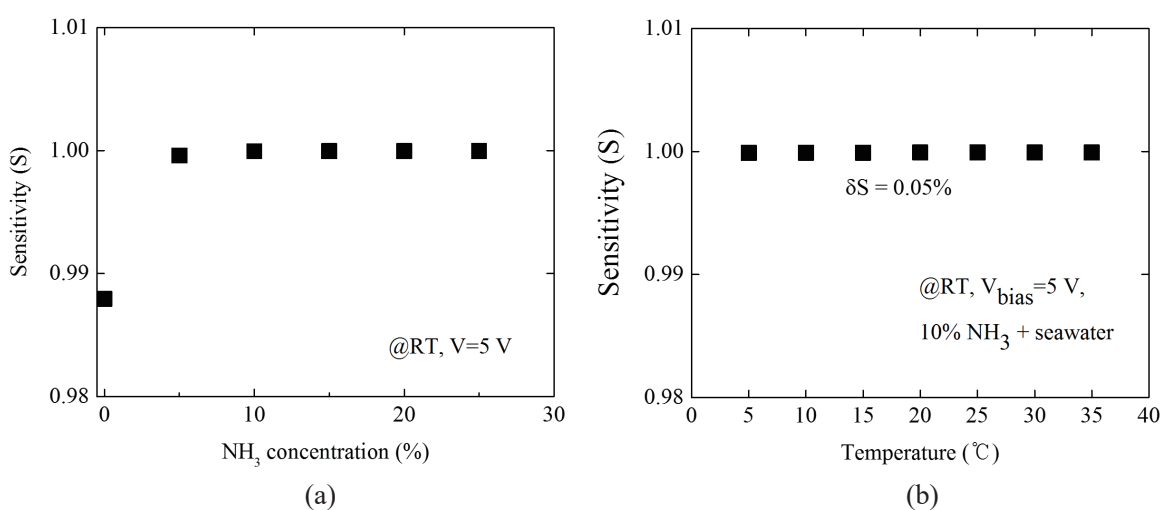 1.01
1.00
0.99
0.98
Sensitivity (S)
@RT, V=5 V
0
10
20
30
NH₃ concentration (%)
(a)
1.01
1.00
0.99
0.98
Sensitivity (S)
δS = 0.05%
@RT, V_bias=5 V,
10% NH₃ + seawater
0
5
10
15
20
25
30
35
40
Temperature (℃)
(b)